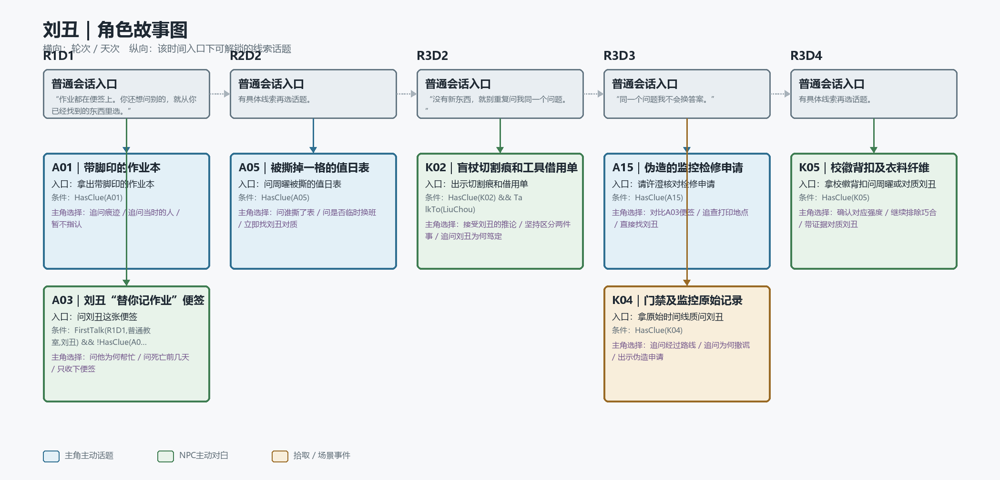 刘丑 | 角色故事图
横向：轮次 / 天次　纵向：该时间入口下可解锁的线索话题
R1D1
普通会话入口
“作业都在便签上。你还想问别的，就从你
已经找到的东西里选。”
A01 | 带脚印的作业本
入口：拿出带脚印的作业本
条件：HasClue(A01)
主角选择：追问痕迹 / 追问当时的人 /
暂不指认
A03 | 刘丑“替你记作业”便签
入口：问刘丑这张便签
条件：FirstTalk(R1D1,普通教
室,刘丑) && !HasClue(A0...
主角选择：问他为何帮忙 / 问死亡前几天
/ 只收下便签
R2D2
普通会话入口
有具体线索再选话题。
A05 | 被撕掉一格的值日表
入口：问周曜被撕的值日表
条件：HasClue(A05)
主角选择：问谁撕了表 / 问是否临时换班
/ 立即找刘丑对质
R3D2
普通会话入口
“没有新东西，就别重复问我同一个问题。
”
K02 | 盲杖切割痕和工具借用单
入口：出示切割痕和借用单
条件：HasClue(K02) && Ta
lkTo(LiuChou)
主角选择：接受刘丑的推论 / 坚持区分两件
事 / 追问刘丑为何笃定
R3D3
普通会话入口
“同一个问题我不会换答案。”
A15 | 伪造的监控检修申请
入口：请许澄核对检修申请
条件：HasClue(A15)
主角选择：对比A03便签 / 追查打印地点
/ 直接找刘丑
K04 | 门禁及监控原始记录
入口：拿原始时间线质问刘丑
条件：HasClue(K04)
主角选择：追问经过路线 / 追问为何撒谎
/ 出示伪造申请
R3D4
普通会话入口
有具体线索再选话题。
K05 | 校徽背扣及衣料纤维
入口：拿校徽背扣问周曜或对质刘丑
条件：HasClue(K05)
主角选择：确认对应强度 / 继续排除巧合
/ 带证据对质刘丑
主角主动话题
NPC主动对白
拾取 / 场景事件